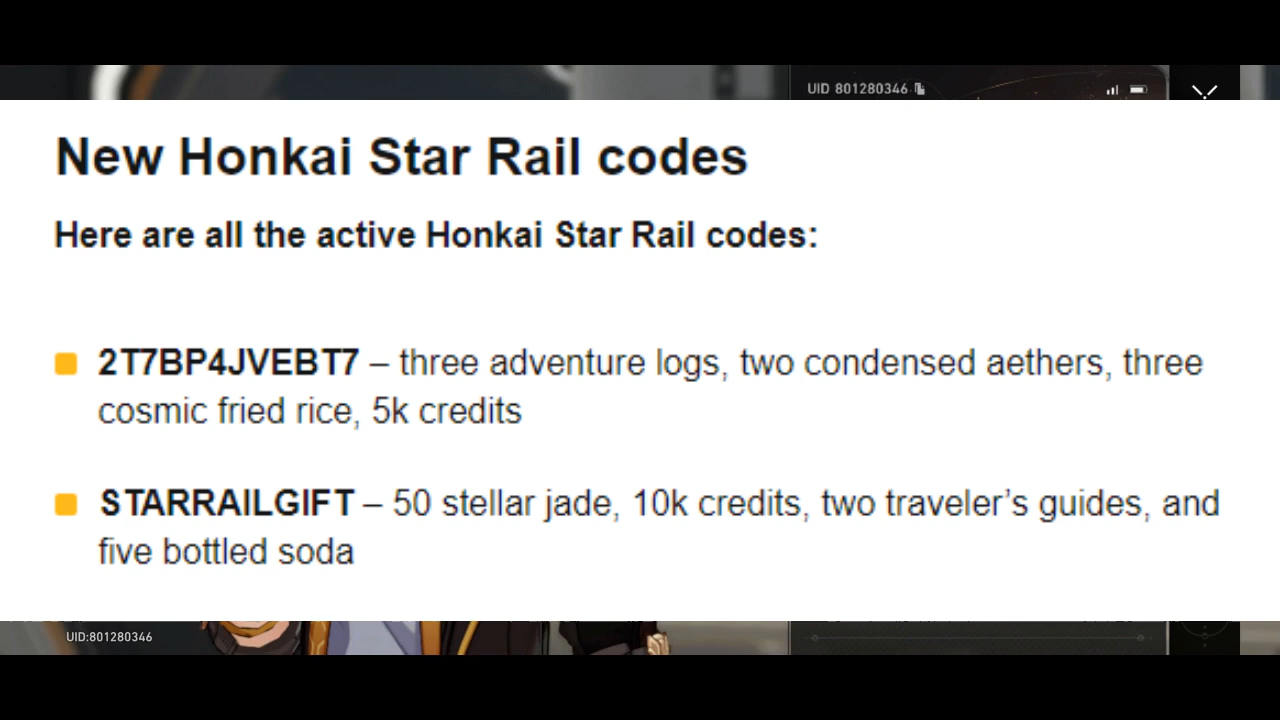 UID 801280346
New Honkai Star Rail codes
Here are all the active Honkai Star Rail codes:
2T7BP4JVEBT7 – three adventure logs, two condensed aethers, three
cosmic fried rice, 5k credits
STARRAILGIFT – 50 stellar jade, 10k credits, two traveler’s guides, and
five bottled soda
UID:801280346